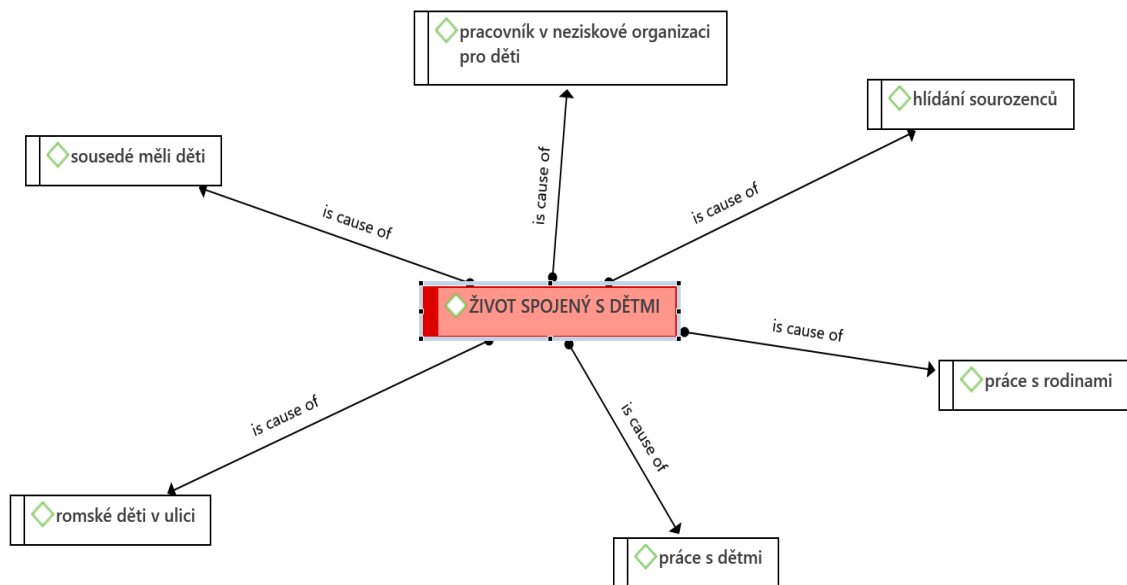 pracovník v neziskové organizaci
pro děti
hlídání sourozenců
sousedé měli děti
is cause of
is cause of
is cause of
ŽIVOT SPOJENÝ S DĚTMI
is cause of
práce s rodinami
is cause of
is cause of
romské děti v ulici
práce s dětmi